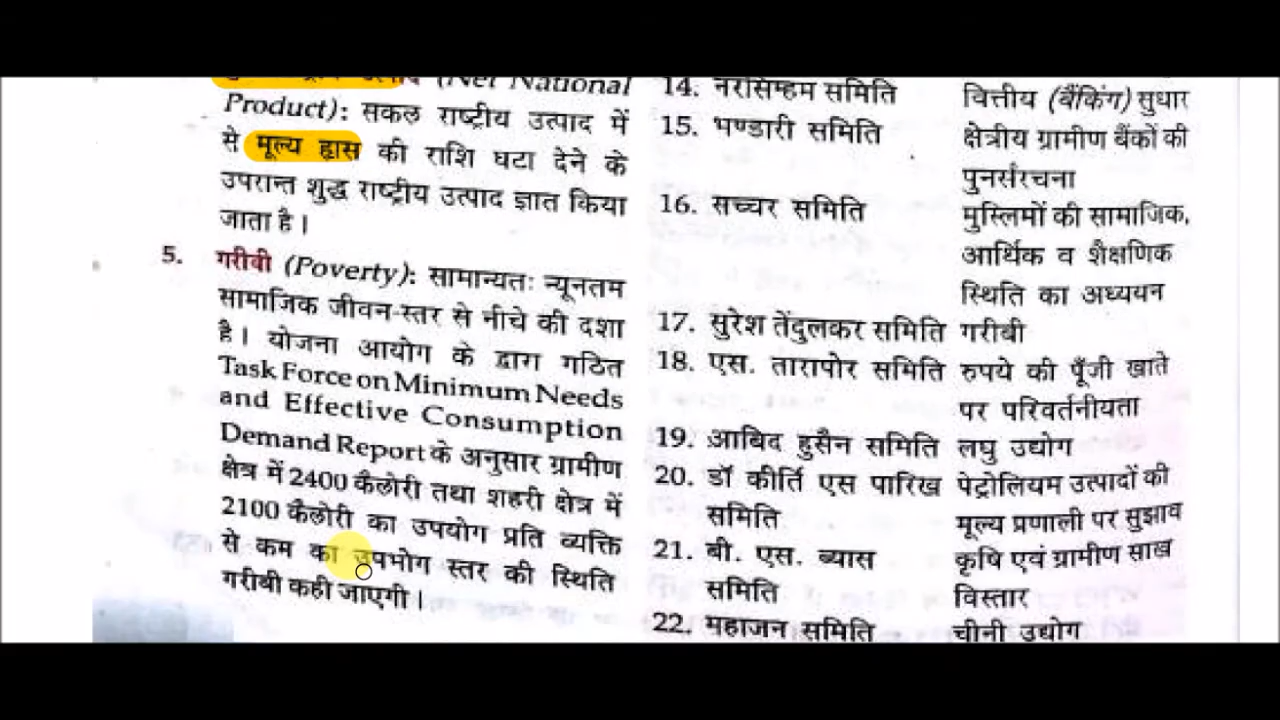 (Net National
Product): सकल राष्ट्रीय उत्पाद में
से मूल्य ह्रास की राशि घटा देने के
उपरान्त शुद्ध राष्ट्रीय उत्पाद ज्ञात किया
जाता है।
5. गरीबी (Poverty): सामान्यतः न्यूनतम
सामाजिक जीवन-स्तर से नीचे की दशा
है। योजना आयोग के द्वारा गठित
Task Force on Minimum Needs
and Effective Consumption
Demand Report के अनुसार ग्रामीण
क्षेत्र में 2400 कैलोरी तथा शहरी क्षेत्र में
2100 कैलोरी का उपयोग प्रति व्यक्ति
से कम का उपभोग स्तर की स्थिति
गरीबी कही जाएगी।
14. नरसिम्हम समिति वित्तीय (बैंकिंग) सुधार
15. भण्डारी समिति क्षेत्रीय ग्रामीण बैंकों की
पुनर्संरचना
16. सच्चर समिति मुस्लिमों की सामाजिक,
आर्थिक व शैक्षणिक
स्थिति का अध्ययन
17. सुरेश तेंदुलकर समिति गरीबी
18. एस. तारापोर समिति रुपये की पूँजी खाते
पर परिवर्तनीयता
19. आबिद हुसैन समिति लघु उद्योग
20. डॉ कीर्ति एस पारिख पेट्रोलियम उत्पादों की
समिति मूल्य प्रणाली पर सुझाव
21. बी. एस. ब्यास कृषि एवं ग्रामीण साख
समिति विस्तार
22. महाजन समिति चीनी उद्योग